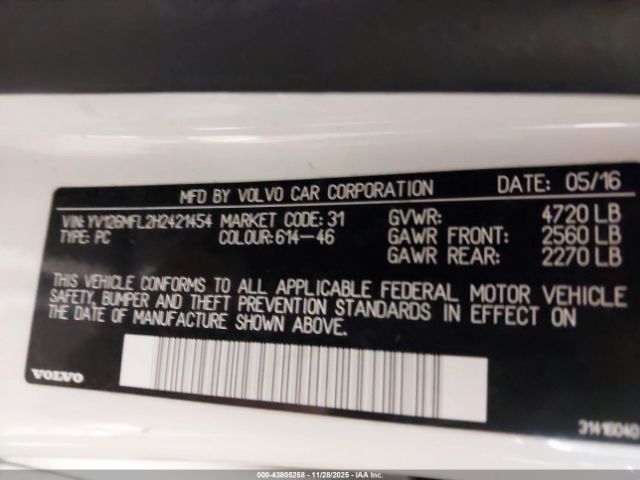 MFD BY VOLVO CAR CORPORATION DATE: 05/16
VIN: YV126MFL2H2421454 MARKET CODE: 31 GVWR: 4720 LB
TYPE: PC COLOUR: 614-46 GAWR FRONT: 2560 LB
GAWR REAR: 2270 LB
THIS VEHICLE CONFORMS TO ALL APPLICABLE FEDERAL MOTOR VEHICLE
SAFETY, BUMPER AND THEFT PREVENTION STANDARDS IN EFFECT ON
THE DATE OF MANUFACTURE SHOWN ABOVE.
VOLVO
31416040
000-43805258 - 11/28/2025 - IAAC Inc.